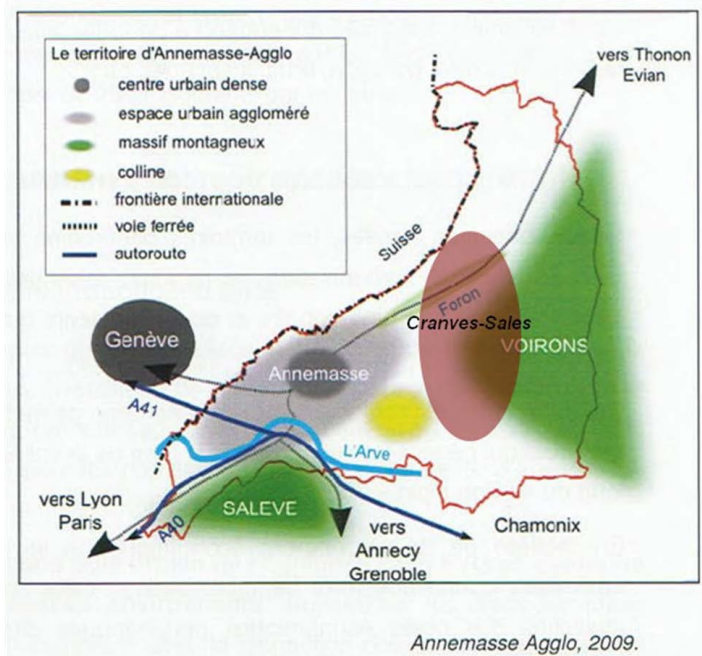 Le territoire d'Annemasse-Agglo
centre urbain dense
espace urbain aggloméré
massif montagneux
colline
frontière internationale
voie ferrée
autorouto
vers Thonon
Evian
Suisse
Foron
Cranves-Sales
VOIRONS
Genève
Annemasse
A41
L'Arve
vers Lyon
Paris
A40
SALEVE
vers
Annecy
Grenoble
Chamonix
Annemasse Agglo, 2009.